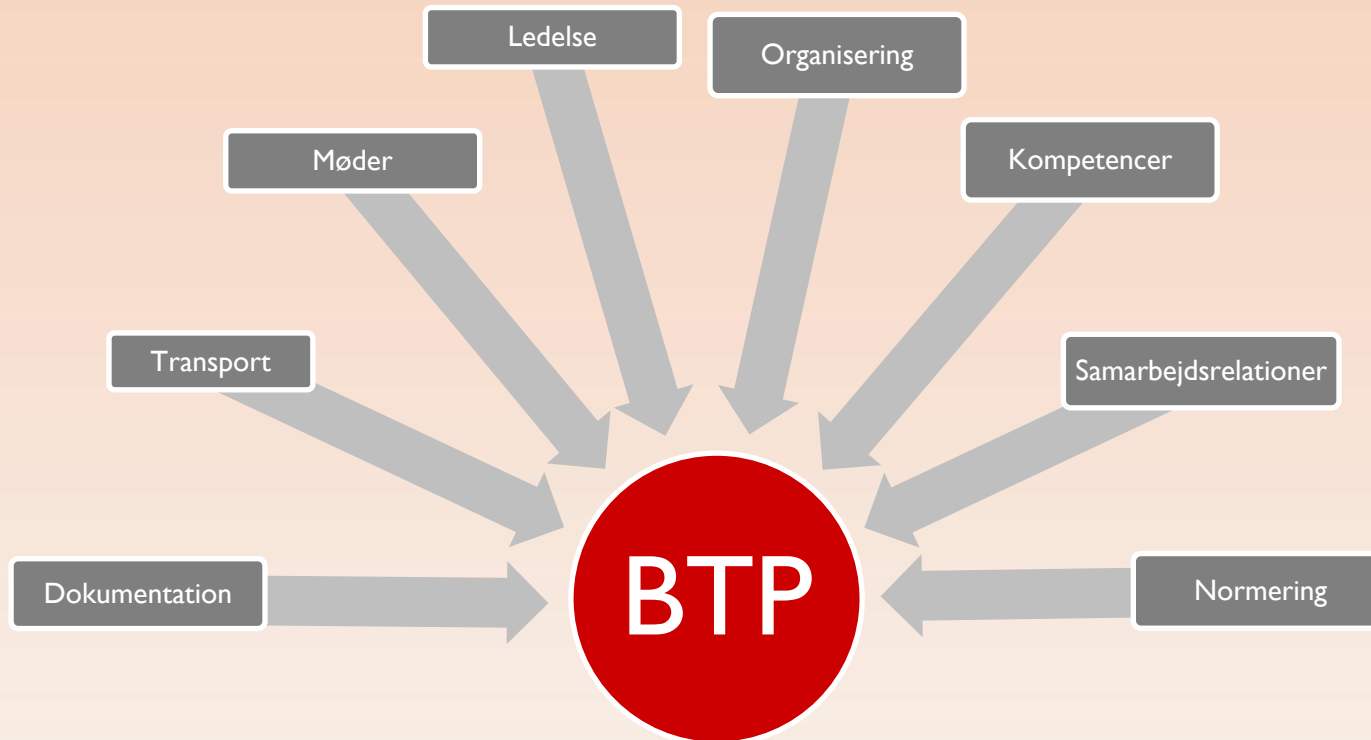 Ledelse
Organisering
Møder
Kompetencer
Transport
Samarbejdsrelationer
Dokumentation
BTP
Normering